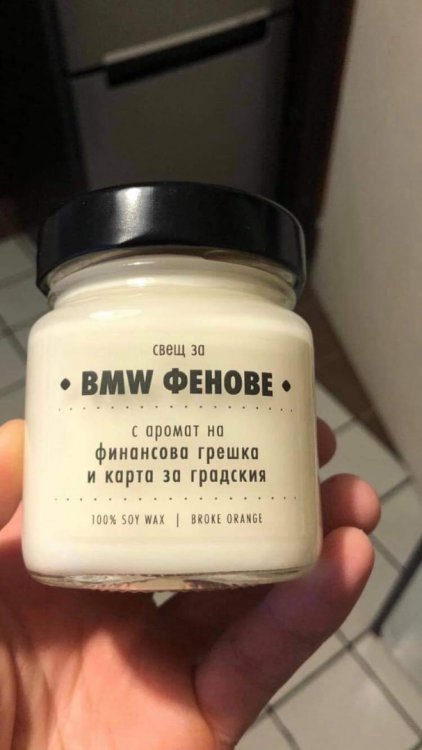 свещ за
• BMW ФЕНОВЕ •
с аромат на
финансова грешка
и карта за градския
100% SOY WAX | BROKE ORANGE